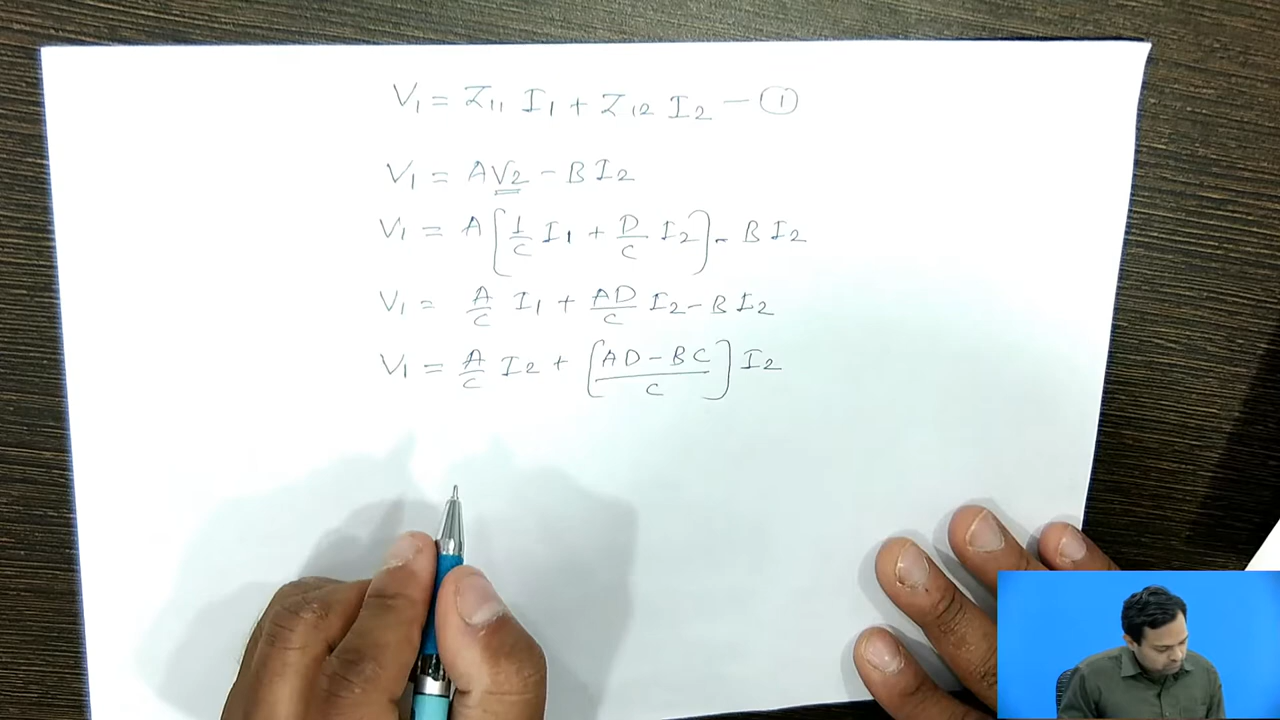 V₁ = Z₁₁ I₁ + Z₁₂ I₂ — ①
V₁ = AV₂ - BI₂
V₁ = A [ 1/C I₁ + D/C I₂ ] - BI₂
V₁ = A/C I₁ + AD/C I₂ - BI₂
V₁ = A/C I₂ + [ AD - BC / C ] I₂